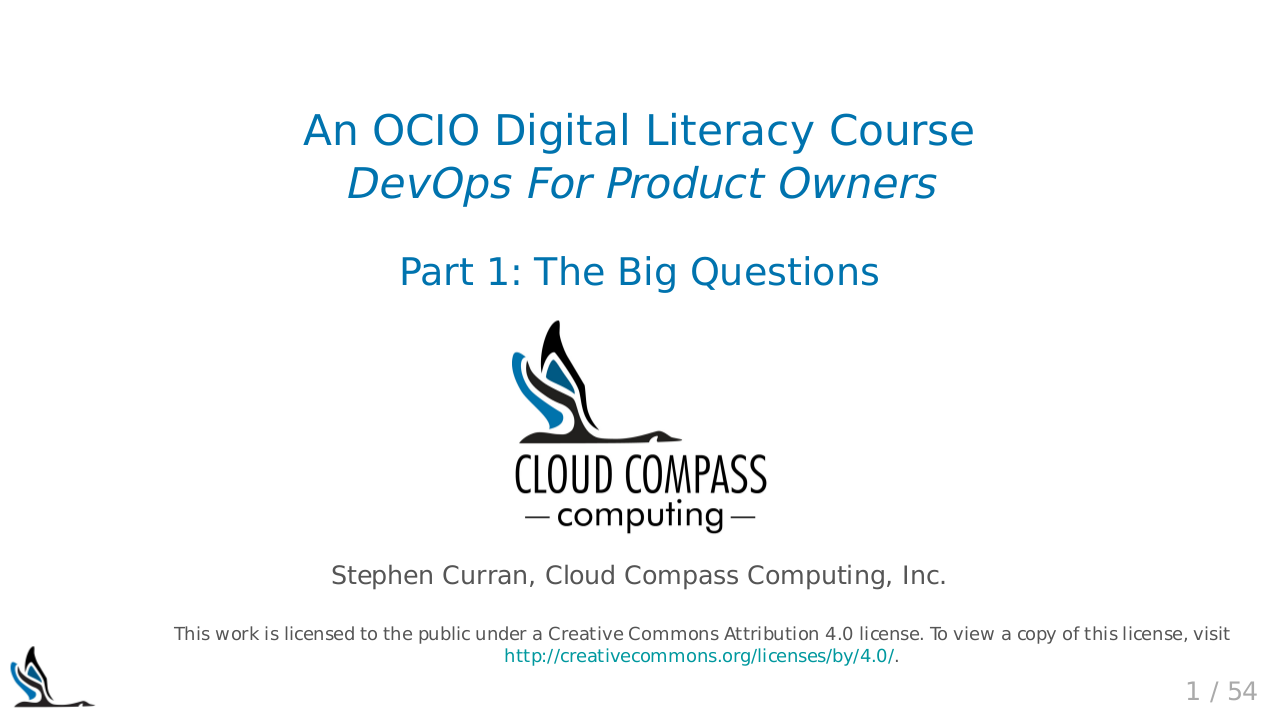 An OCIO Digital Literacy Course
DevOps For Product Owners
Part 1: The Big Questions
CLOUD COMPASS
— computing —
Stephen Curran, Cloud Compass Computing, Inc.
This work is licensed to the public under a Creative Commons Attribution 4.0 license. To view a copy of this license, visit
http://creativecommons.org/licenses/by/4.0/.
1 / 54